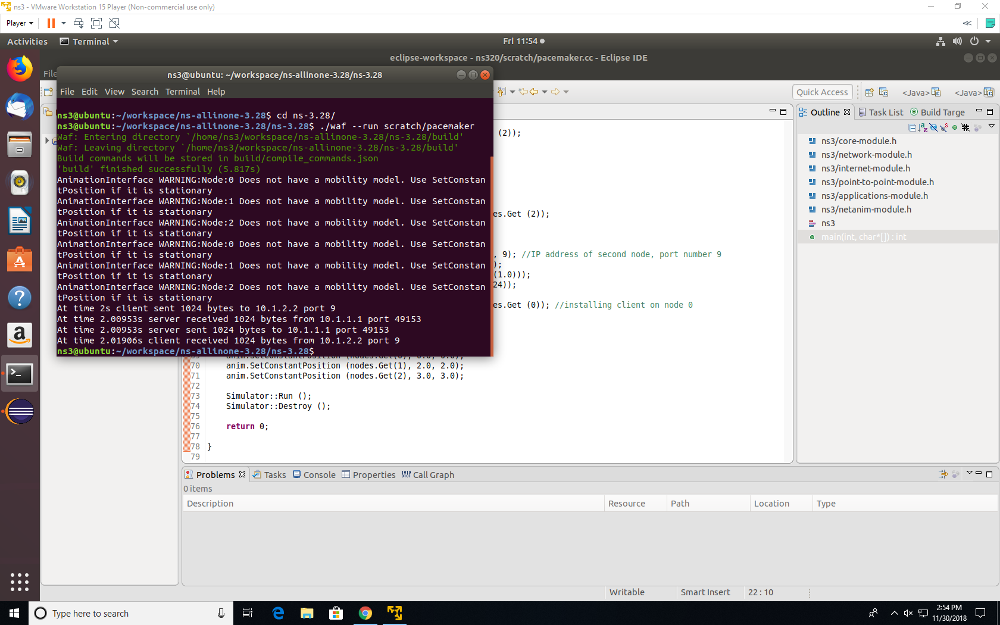 ns3 - VMware Workstation 15 Player (Non-commercial use only)
Player
Activities
Terminal
Fri 11:54
eclipse-workspace - ns320/scratch/pacemaker.cc - Eclipse IDE
File
ns3@ubuntu: ~/workspace/ns-allinone-3.28/ns-3.28
File Edit View Search Terminal Help
ns3@ubuntu:~/workspace/ns-allinone-3.28$ cd ns-3.28/
ns3@ubuntu:~/workspace/ns-allinone-3.28/ns-3.28$ ./waf --run scratch/pacemaker
Waf: Entering directory `/home/ns3/workspace/ns-allinone-3.28/ns-3.28/build'
Waf: Leaving directory `/home/ns3/workspace/ns-allinone-3.28/ns-3.28/build'
Build commands will be stored in build/compile_commands.json
'build' finished successfully (5.817s)
AnimationInterface WARNING:Node:0 Does not have a mobility model. Use SetConstan
tPosition if it is stationary
AnimationInterface WARNING:Node:1 Does not have a mobility model. Use SetConstan
tPosition if it is stationary
AnimationInterface WARNING:Node:2 Does not have a mobility model. Use SetConstan
tPosition if it is stationary
AnimationInterface WARNING:Node:0 Does not have a mobility model. Use SetConstan
tPosition if it is stationary
AnimationInterface WARNING:Node:1 Does not have a mobility model. Use SetConstan
tPosition if it is stationary
AnimationInterface WARNING:Node:2 Does not have a mobility model. Use SetConstan
tPosition if it is stationary
At time 2s client sent 1024 bytes to 10.1.2.2 port 9
At time 2.00953s server received 1024 bytes from 10.1.1.1 port 49153
At time 2.00953s server sent 1024 bytes to 10.1.1.1 port 49153
At time 2.01906s client received 1024 bytes from 10.1.2.2 port 9
ns3@ubuntu:~/workspace/ns-allinone-3.28/ns-3.28$
Quick Access
<Java>
<Java>
(2));
es.Get (2));
, 9); //IP address of second node, port number 9
);
(1.0)));
24));
es.Get (0)); //installing client on node 0
69 anim.SetConstantPosition (nodes.Get(0), 0.0, 0.0);
70 anim.SetConstantPosition (nodes.Get(1), 2.0, 2.0);
71 anim.SetConstantPosition (nodes.Get(2), 3.0, 3.0);
72
73 Simulator::Run ();
74 Simulator::Destroy ();
75
76 return 0;
77
78 }
79
Outline
Task List
Build Targe
ns3/core-module.h
ns3/network-module.h
ns3/internet-module.h
ns3/point-to-point-module.h
ns3/applications-module.h
ns3/netanim-module.h
ns3
main(int, char*[]) : int
Problems
Tasks
Console
Properties
Call Graph
0 items
Description Resource Path Location Type
Writable Smart Insert 22 : 10
Type here to search
2:54 PM
11/30/2018